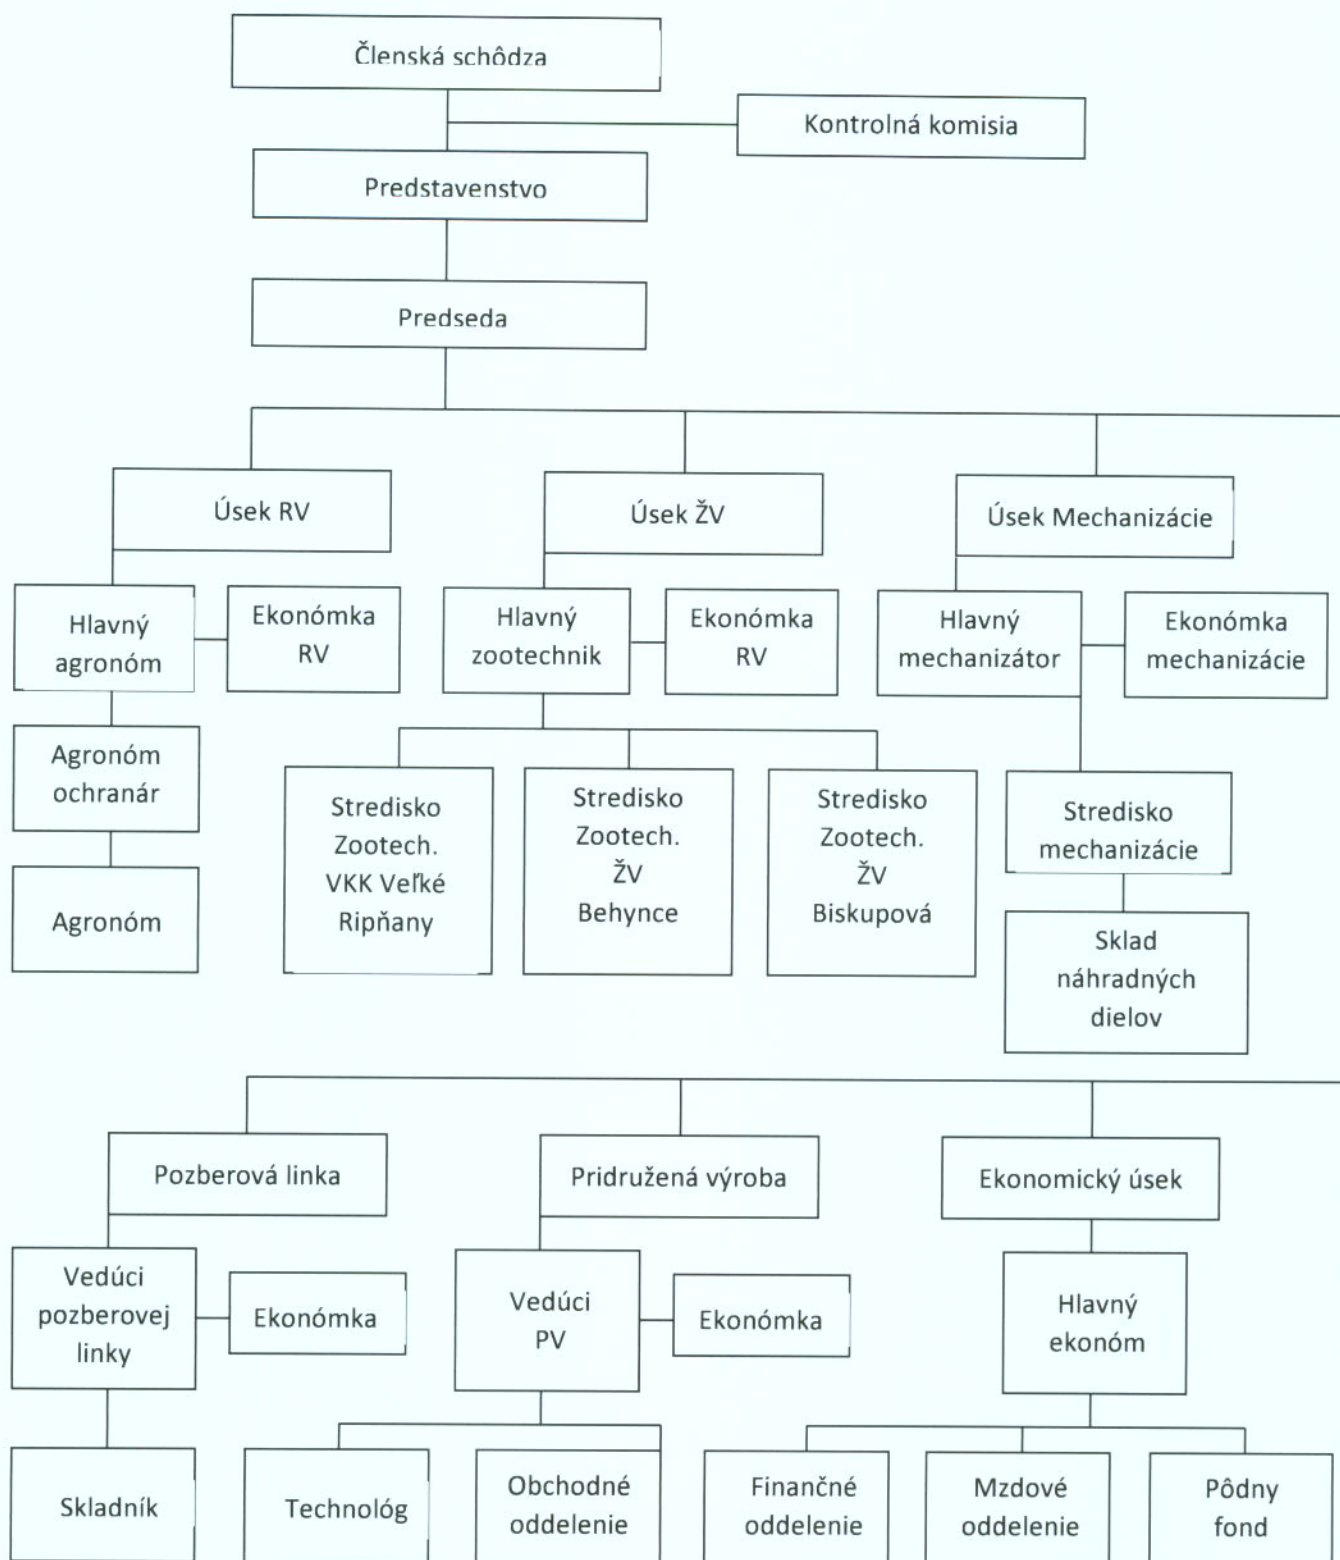 Členská schôdza
Kontrolná komisia
Predstavenstvo
Predseda
Úsek RV
Úsek ŽV
Úsek Mechanizácie
Hlavný
agronóm
Ekonómka
RV
Hlavný
zootechnik
Ekonómka
RV
Hlavný
mechanizátor
Ekonómka
mechanizácie
Agronóm
ochranár
Agronóm
Stredisko
Zootech.
VKK Veľké
Ripňany
Stredisko
Zootech.
ŽV
Behynce
Stredisko
Zootech.
ŽV
Biskupová
Stredisko
mechanizácie
Sklad
náhradných
dielov
Pozberová linka
Pridružená výroba
Ekonomický úsek
Vedúci
pozberovej
linky
Ekonómka
Vedúci
PV
Ekonómka
Hlavný
ekonóm
Skladník
Technológ
Obchodné
oddelenie
Finančné
oddelenie
Mzdové
oddelenie
Pôdny
fond